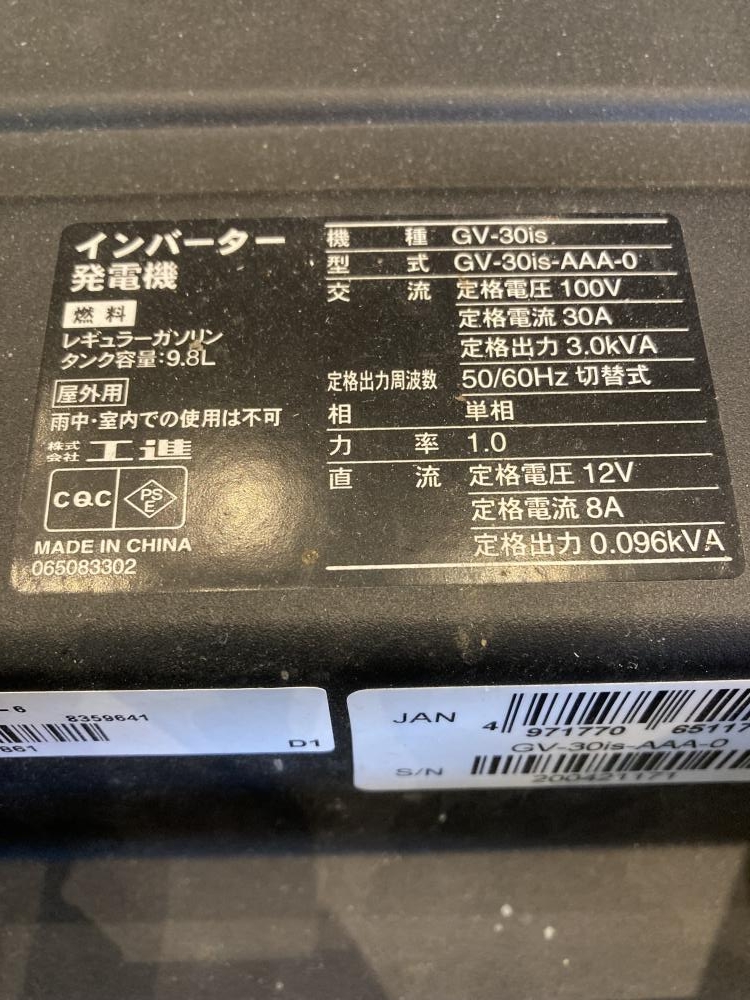 インバーター
発電機
燃料
レギュラーガソリン
タンク容量:9.8L
屋外用
雨中・室内での使用は不可
株式会社 工進
CQC PSE
MADE IN CHINA
065083302
機種 GV-30is
型式 GV-30is-AAA-0
交流 定格電圧 100V
定格電流 30A
定格出力 3.0kVA
定格出力周波数 50/60Hz 切替式
相 単相
力率 1.0
直流 定格電圧 12V
定格電流 8A
定格出力 0.096kVA
-6
8359641
861
D1
JAN 4 971770 65117
GV-30is-AAA-0
S/N 200421171